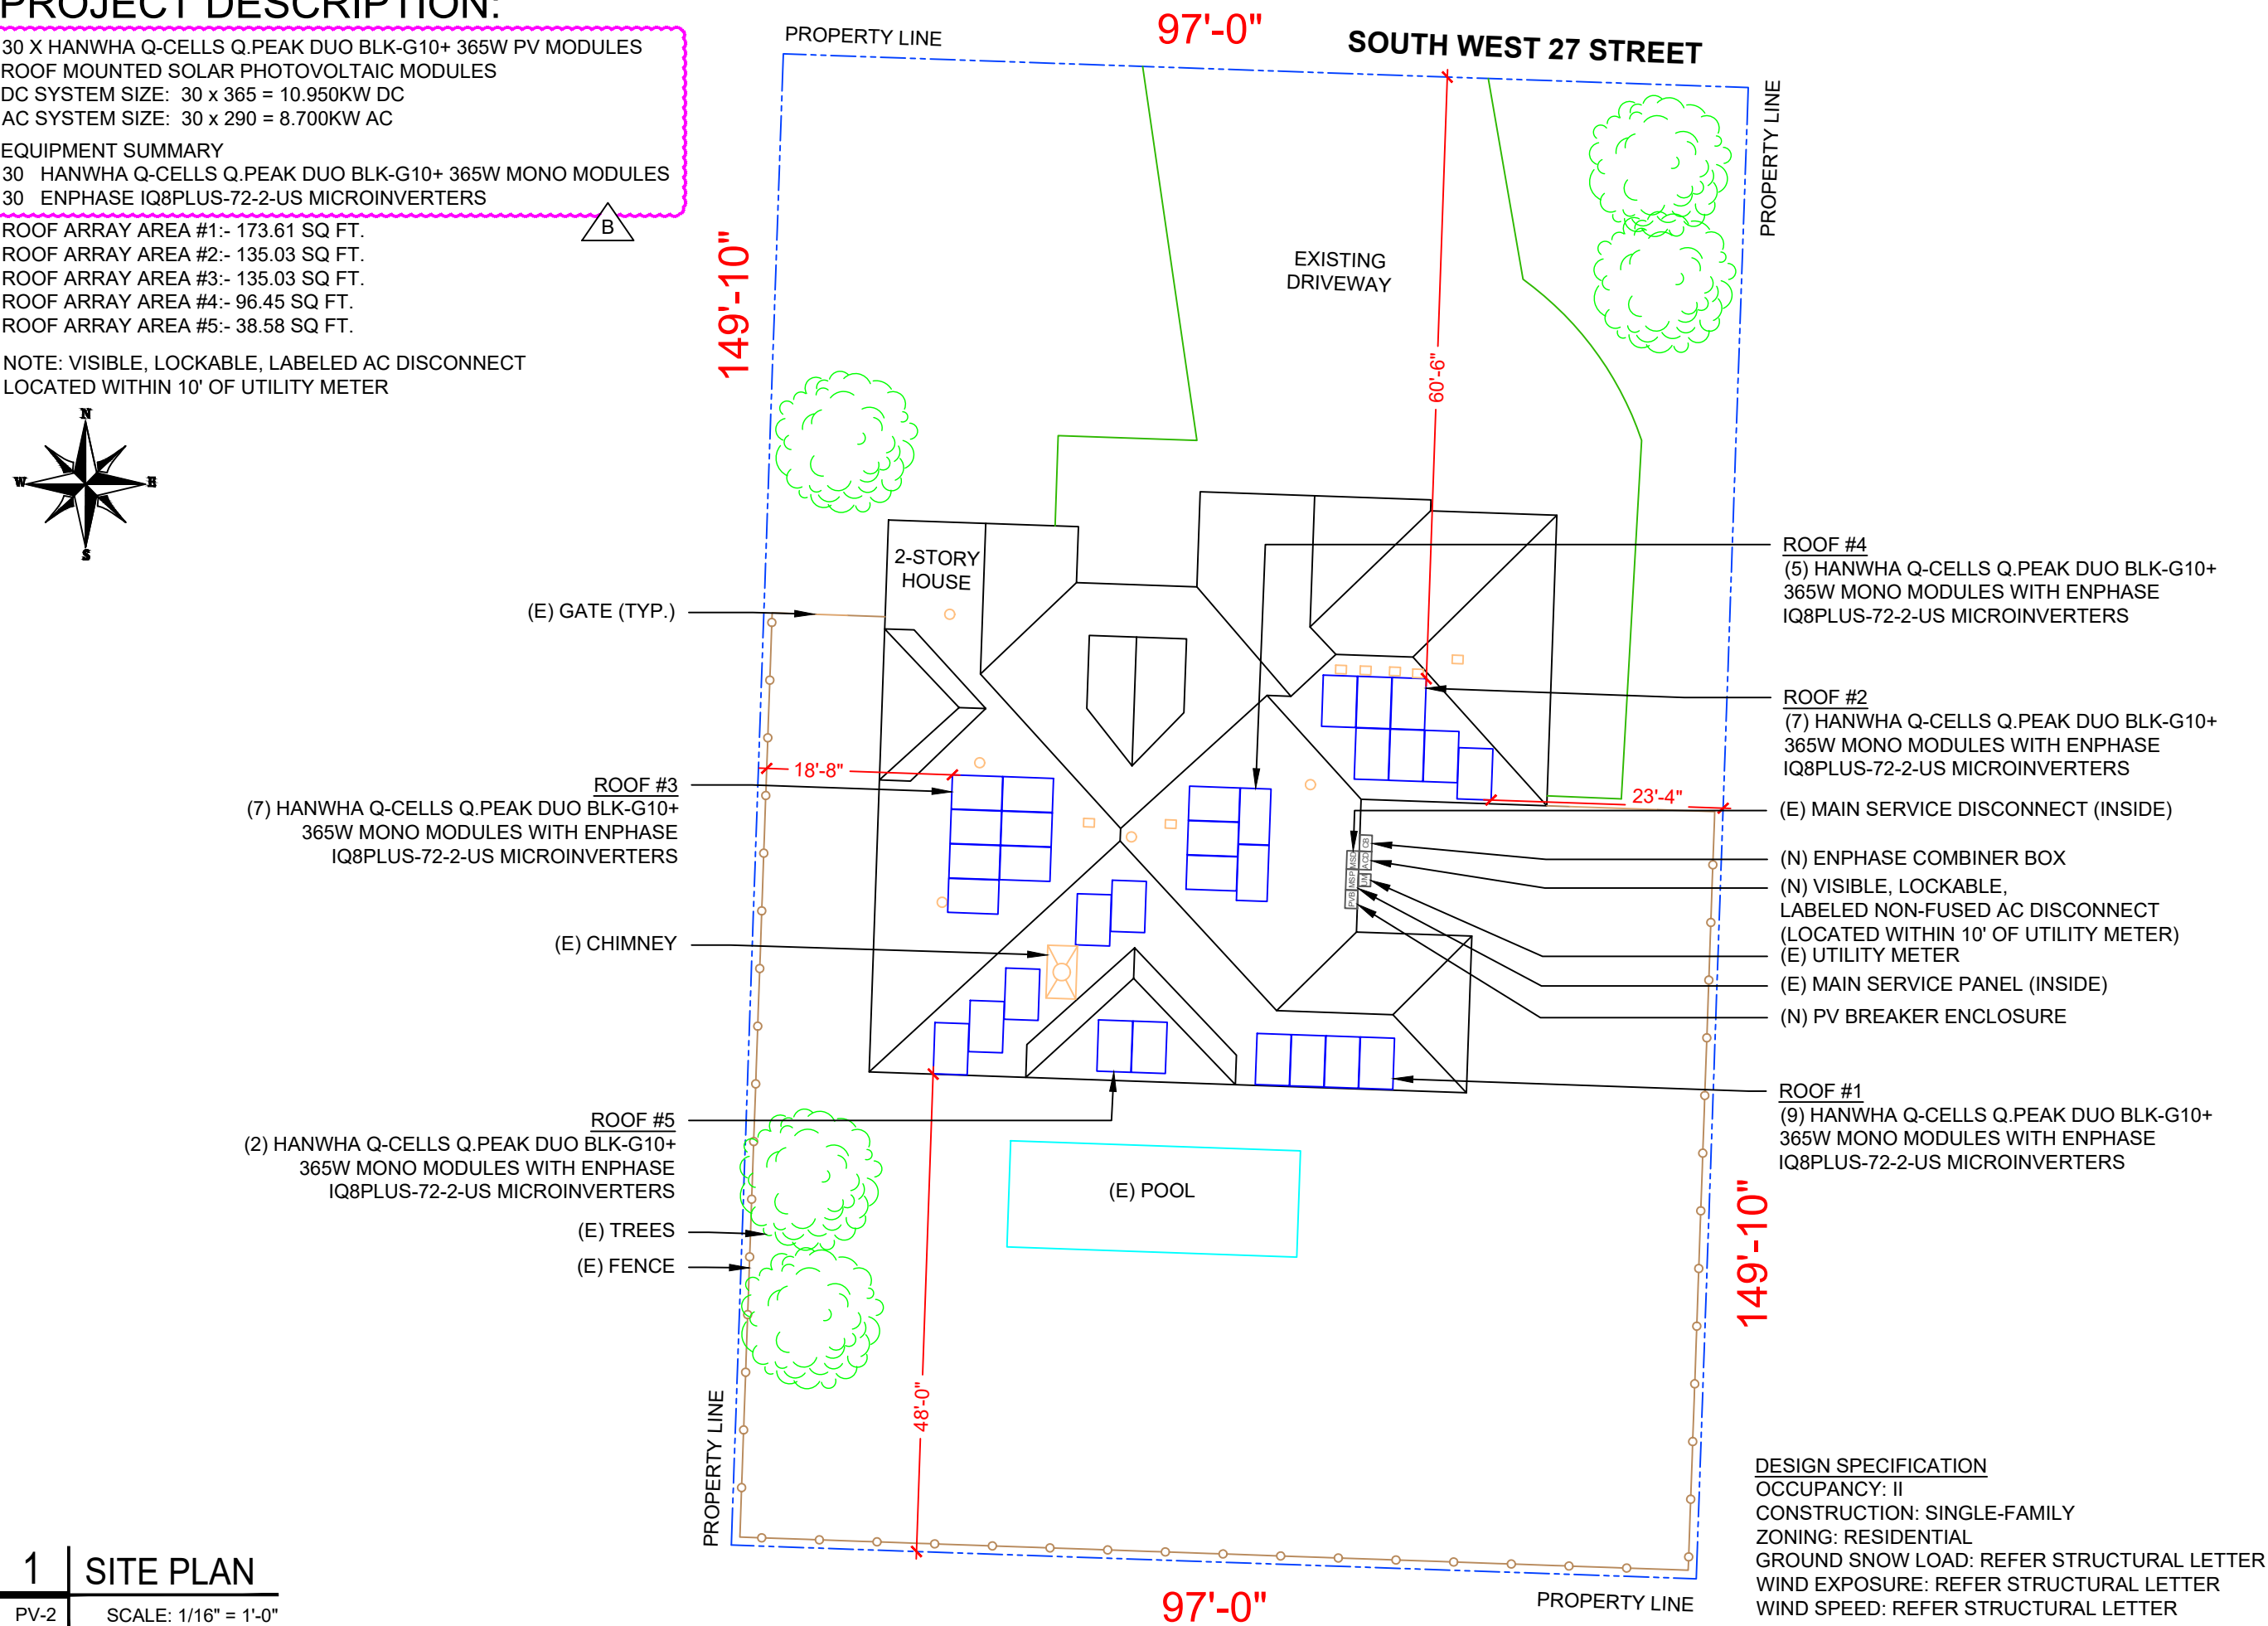 PROJECT DESCRIPTION:
30 X HANWHA Q-CELLS Q.PEAK DUO BLK-G10+ 365W PV MODULES
ROOF MOUNTED SOLAR PHOTOVOLTAIC MODULES
DC SYSTEM SIZE: 30 x 365 = 10.950KW DC
AC SYSTEM SIZE: 30 x 290 = 8.700KW AC
EQUIPMENT SUMMARY
30 HANWHA Q-CELLS Q.PEAK DUO BLK-G10+ 365W MONO MODULES
30 ENPHASE IQ8PLUS-72-2-US MICROINVERTERS
B
ROOF ARRAY AREA #1:- 173.61 SQ FT.
ROOF ARRAY AREA #2:- 135.03 SQ FT.
ROOF ARRAY AREA #3:- 135.03 SQ FT.
ROOF ARRAY AREA #4:- 96.45 SQ FT.
ROOF ARRAY AREA #5:- 38.58 SQ FT.
NOTE: VISIBLE, LOCKABLE, LABELED AC DISCONNECT
LOCATED WITHIN 10' OF UTILITY METER
N
W
E
S
PROPERTY LINE
97'-0"
SOUTH WEST 27 STREET
PROPERTY LINE
149'-10"
EXISTING
DRIVEWAY
60'-6"
2-STORY
HOUSE
(E) GATE (TYP.)
18'-8"
ROOF #3
(7) HANWHA Q-CELLS Q.PEAK DUO BLK-G10+
365W MONO MODULES WITH ENPHASE
IQ8PLUS-72-2-US MICROINVERTERS
(E) CHIMNEY
ROOF #5
(2) HANWHA Q-CELLS Q.PEAK DUO BLK-G10+
365W MONO MODULES WITH ENPHASE
IQ8PLUS-72-2-US MICROINVERTERS
(E) TREES
(E) FENCE
ROOF #4
(5) HANWHA Q-CELLS Q.PEAK DUO BLK-G10+
365W MONO MODULES WITH ENPHASE
IQ8PLUS-72-2-US MICROINVERTERS
ROOF #2
(7) HANWHA Q-CELLS Q.PEAK DUO BLK-G10+
365W MONO MODULES WITH ENPHASE
IQ8PLUS-72-2-US MICROINVERTERS
23'-4"
(E) MAIN SERVICE DISCONNECT (INSIDE)
(N) ENPHASE COMBINER BOX
(N) VISIBLE, LOCKABLE,
LABELED NON-FUSED AC DISCONNECT
(LOCATED WITHIN 10' OF UTILITY METER)
(E) UTILITY METER
(E) MAIN SERVICE PANEL (INSIDE)
(N) PV BREAKER ENCLOSURE
CB
MSD
ACD
MSP
UM
PVB
ROOF #1
(9) HANWHA Q-CELLS Q.PEAK DUO BLK-G10+
365W MONO MODULES WITH ENPHASE
IQ8PLUS-72-2-US MICROINVERTERS
(E) POOL
149'-10"
48'-0"
PROPERTY LINE
97'-0"
PROPERTY LINE
DESIGN SPECIFICATION
OCCUPANCY: II
CONSTRUCTION: SINGLE-FAMILY
ZONING: RESIDENTIAL
GROUND SNOW LOAD: REFER STRUCTURAL LETTER
WIND EXPOSURE: REFER STRUCTURAL LETTER
WIND SPEED: REFER STRUCTURAL LETTER
1
SITE PLAN
PV-2
SCALE: 1/16" = 1'-0"